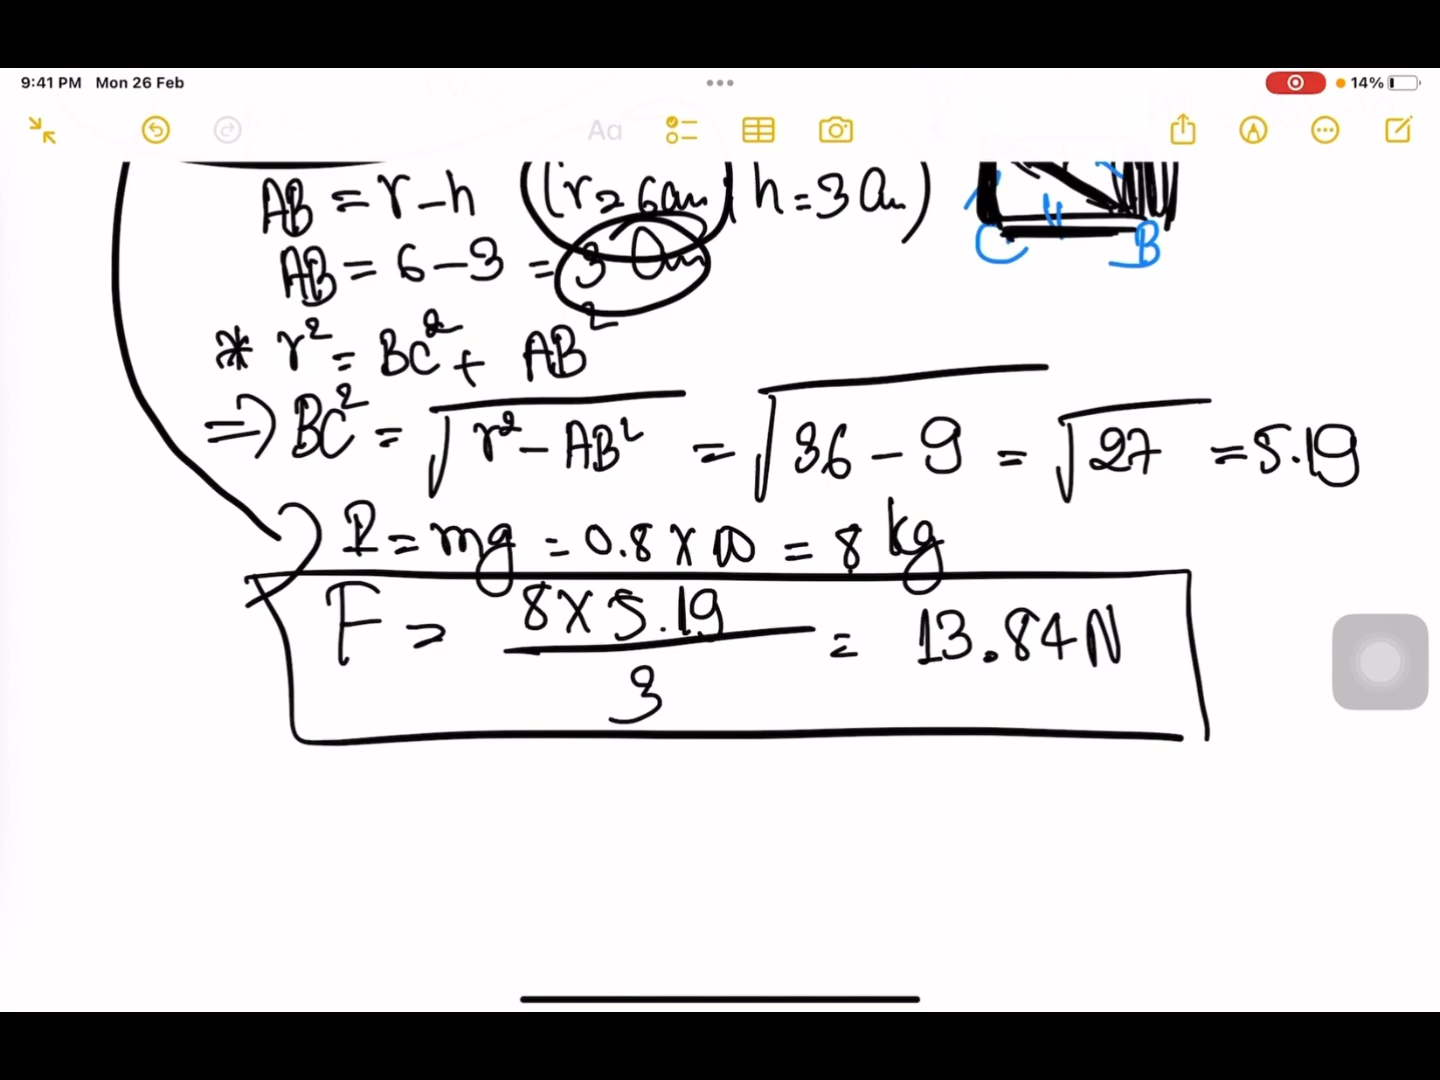 9:41 PM Mon 26 Feb
14%
Aa
AB = r - h (r = 6cm, h = 3cm)
AB = 6 - 3 = 3 cm
C B
* r² = BC² + AB²
⇒ BC² = √(r² - AB²) = √(36 - 9) = √27 = 5.19
P = mg = 0.8 × 10 = 8 kg
F = (8 × 5.19)/3 = 13.84 N